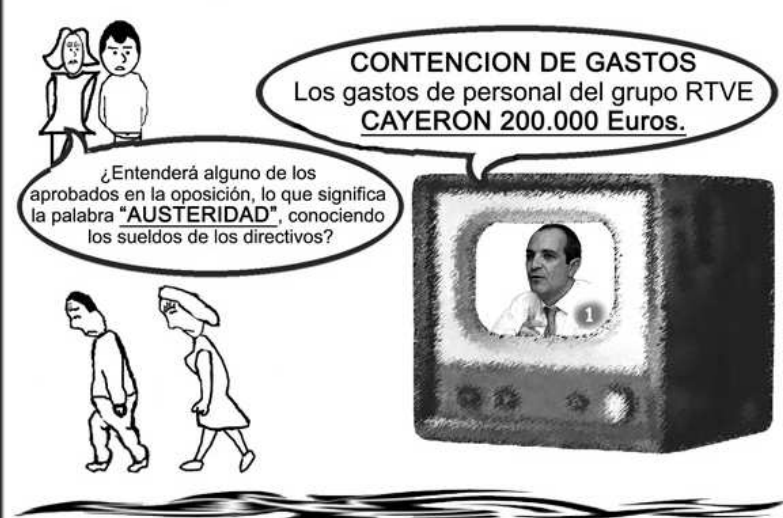 CONTENCION DE GASTOS
Los gastos de personal del grupo RTVE
CAYERON 200.000 Euros.
¿Entenderá alguno de los
aprobados en la oposición, lo que significa
la palabra "AUSTERIDAD", conociendo
los sueldos de los directivos?
1